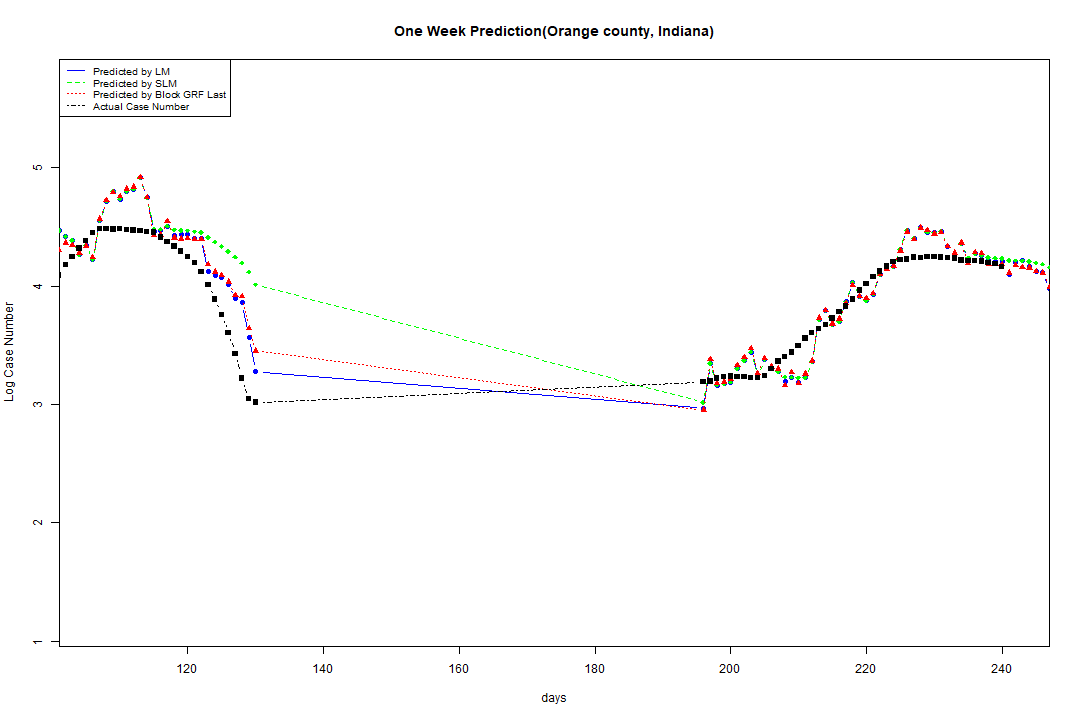 One Week Prediction(Orange county, Indiana)
Predicted by LM
Predicted by SLM
Predicted by Block GRF Last
Actual Case Number
5
4
3
2
1
Log Case Number
120 140 160 180 200 220 240
days